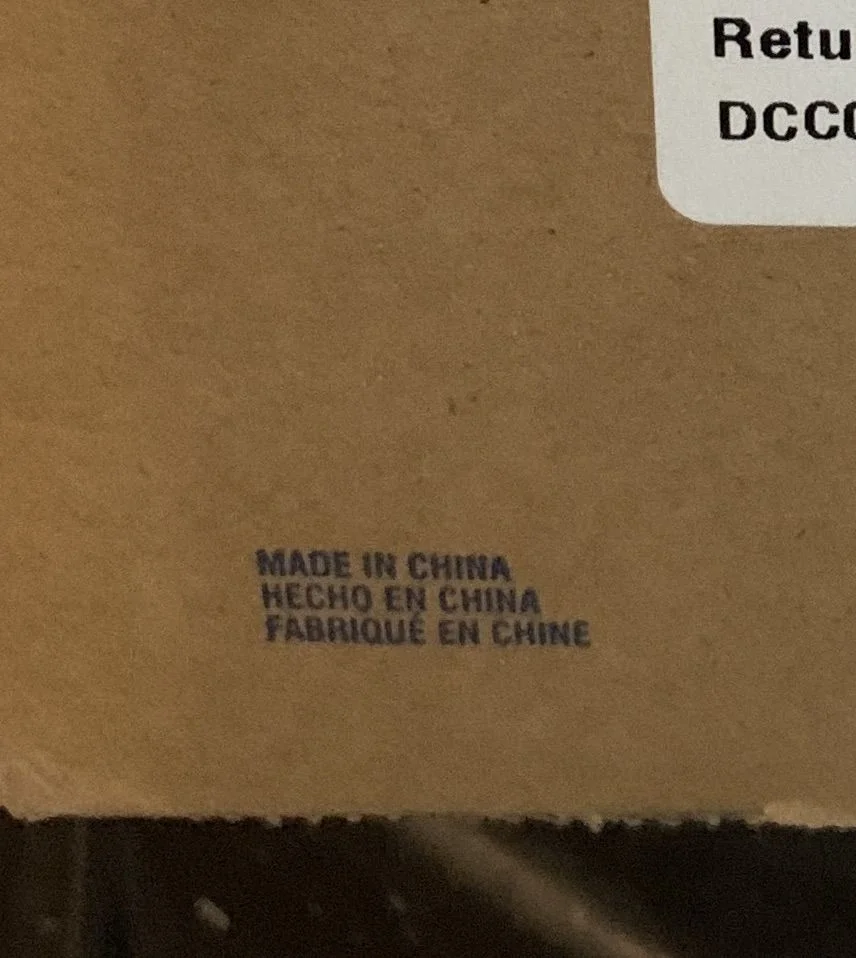 Retu
DCC
MADE IN CHINA
HECHO EN CHINA
FABRIQUÉ EN CHINE